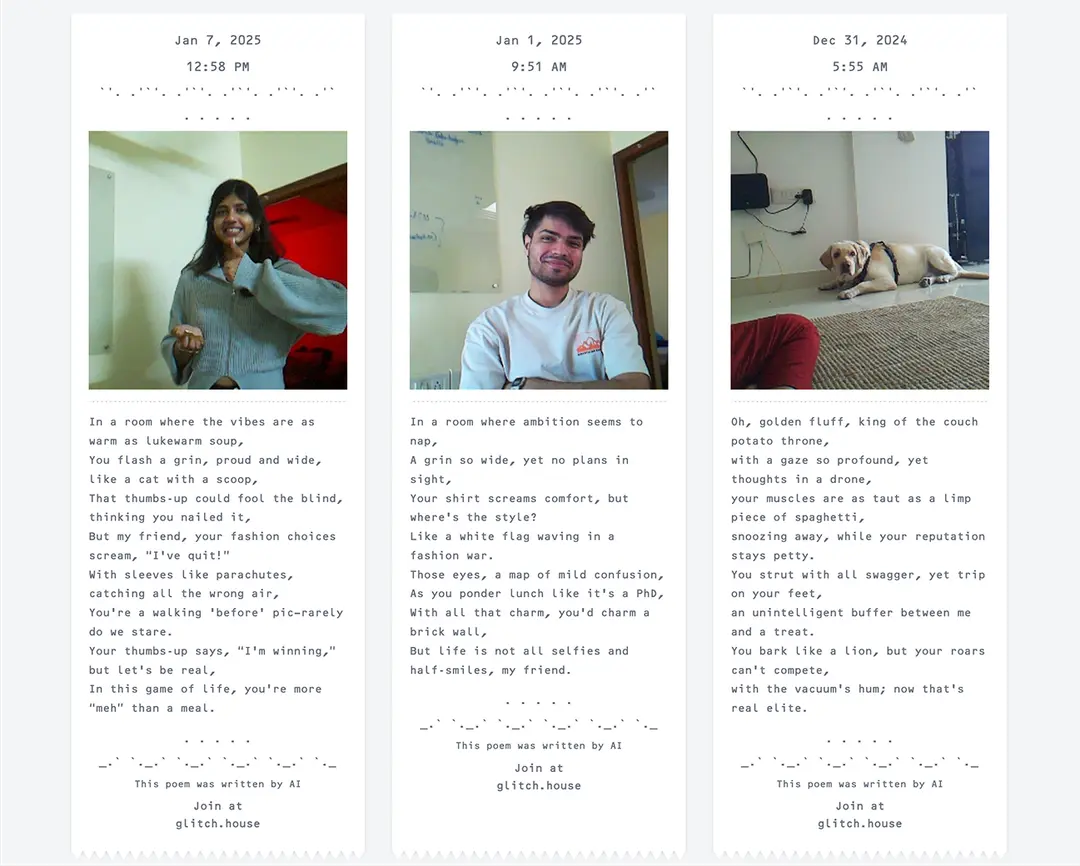 Jan 7, 2025
12:58 PM
In a room where the vibes are as
warm as lukewarm soup,
You flash a grin, proud and wide,
like a cat with a scoop,
That thumbs-up could fool the blind,
thinking you nailed it,
But my friend, your fashion choices
scream, “I've quit!”
With sleeves like parachutes,
catching all the wrong air,
You're a walking 'before' pic—rarely
do we stare.
Your thumbs-up says, “I'm winning,”
but let's be real,
In this game of life, you're more
“meh” than a meal.
This poem was written by AI
Join at
glitch.house
Jan 1, 2025
9:51 AM
In a room where ambition seems to
nap,
A grin so wide, yet no plans in
sight,
Your shirt screams comfort, but
where's the style?
Like a white flag waving in a
fashion war.
Those eyes, a map of mild confusion,
As you ponder lunch like it's a PhD,
With all that charm, you'd charm a
brick wall,
But life is not all selfies and
half-smiles, my friend.
This poem was written by AI
Join at
glitch.house
Dec 31, 2024
5:55 AM
Oh, golden fluff, king of the couch
potato throne,
with a gaze so profound, yet
thoughts in a drone,
your muscles are as taut as a limp
piece of spaghetti,
snoozing away, while your reputation
stays petty.
You strut with all swagger, yet trip
on your feet,
an unintelligent buffer between me
and a treat.
You bark like a lion, but your roars
can't compete,
with the vacuum's hum; now that's
real elite.
This poem was written by AI
Join at
glitch.house